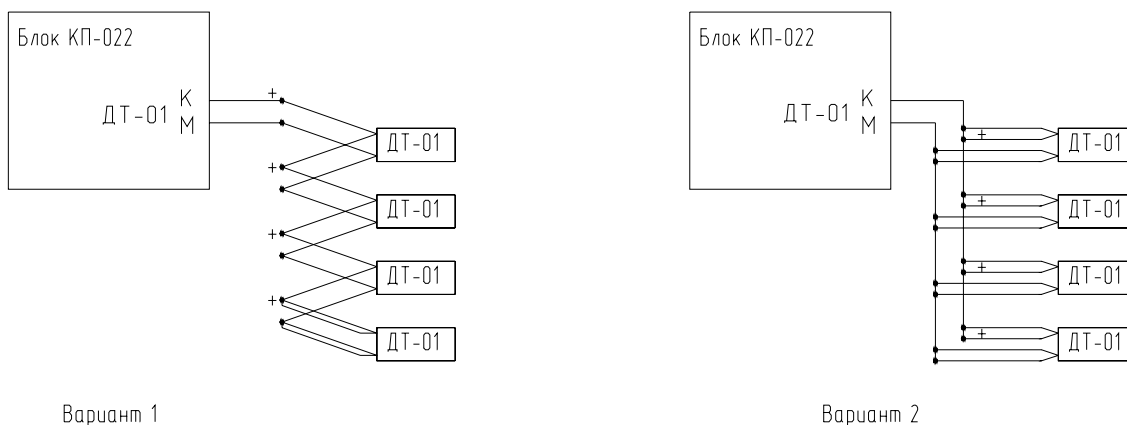 Блок КП-022
ДТ-01
К
М
+
ДТ-01
+
ДТ-01
+
ДТ-01
+
ДТ-01
Вариант 1
Блок КП-022
ДТ-01
К
М
+
ДТ-01
+
ДТ-01
+
ДТ-01
+
ДТ-01
Вариант 2